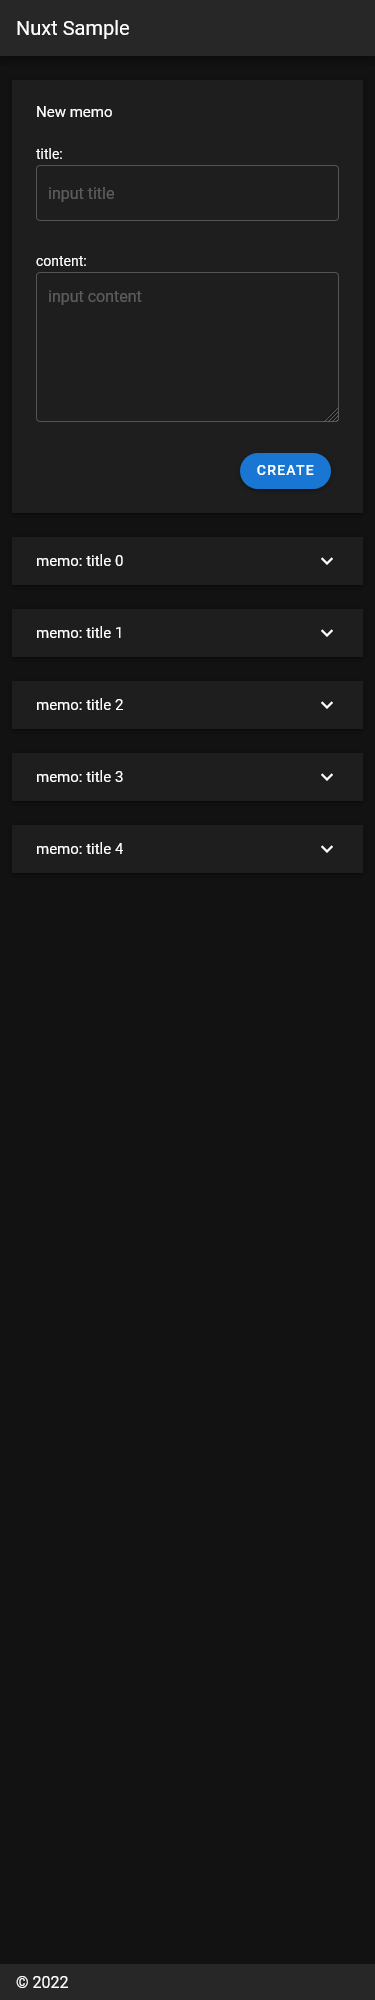 Nuxt Sample
New memo
title:
input title
content:
input content
CREATE
memo: title 0
memo: title 1
memo: title 2
memo: title 3
memo: title 4
© 2022